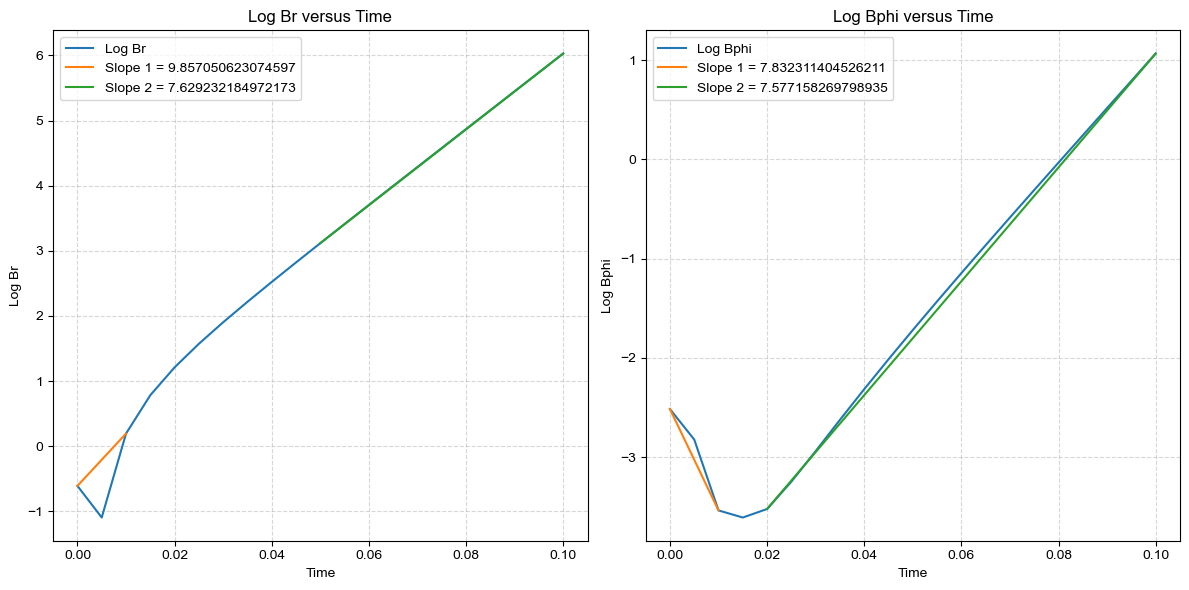 Log Br versus Time
Log Br
Slope 1 = 9.857050623074597
Slope 2 = 7.629232184972173
6
5
4
3
2
1
0
−1
Log Br
0.00 0.02 0.04 0.06 0.08 0.10
Time
Log Bphi versus Time
Log Bphi
Slope 1 = 7.832311404526211
Slope 2 = 7.577158269798935
1
0
−1
−2
−3
Log Bphi
0.00 0.02 0.04 0.06 0.08 0.10
Time